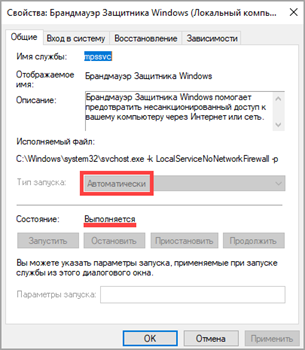 Свойства: Брандмауэр Защитника Windows (Локальный компь...
Общие
Вход в систему
Восстановление
Зависимости
Имя службы:
mpssvc
Отображаемое
имя:
Брандмауэр Защитника Windows
Описание:
Брандмауэр Защитника Windows помогает
предотвратить несанкционированный доступ к
вашему компьютеру через Интернет или сеть.
Исполняемый файл:
C:\Windows\system32\svchost.exe -k LocalServiceNoNetworkFirewall -p
Тип запуска:
Автоматически
Состояние:
Выполняется
Запустить
Остановить
Приостановить
Продолжить
Вы можете указать параметры запуска, применяемые при запуске
службы из этого диалогового окна.
Параметры запуска:
OK
Отмена
Применить